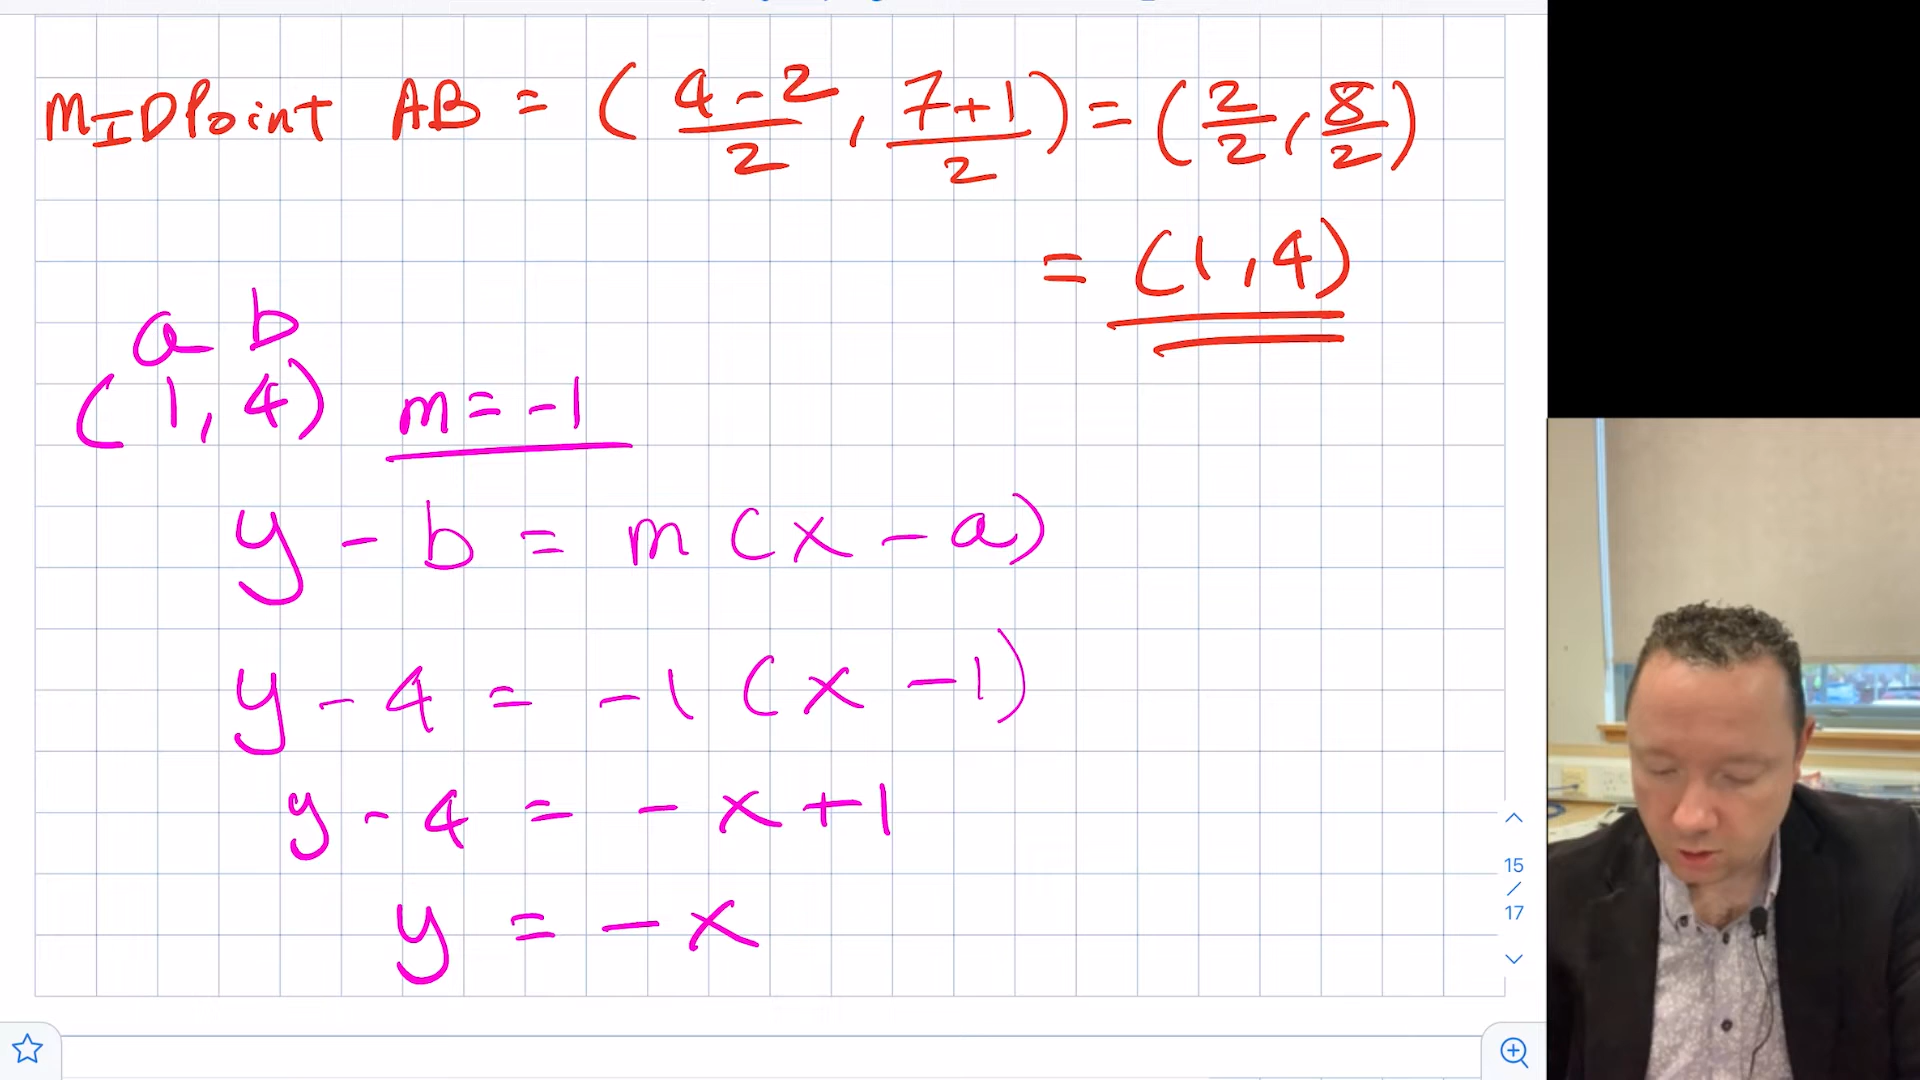 MIDPoint AB = ( 4-2/2 , 7+1/2 ) = ( 2/2 , 8/2 )
= (1,4)
a b
(1,4) m = -1
y - b = m(x - a)
y - 4 = -1(x - 1)
y - 4 = -x + 1
y = -x
15
/
17